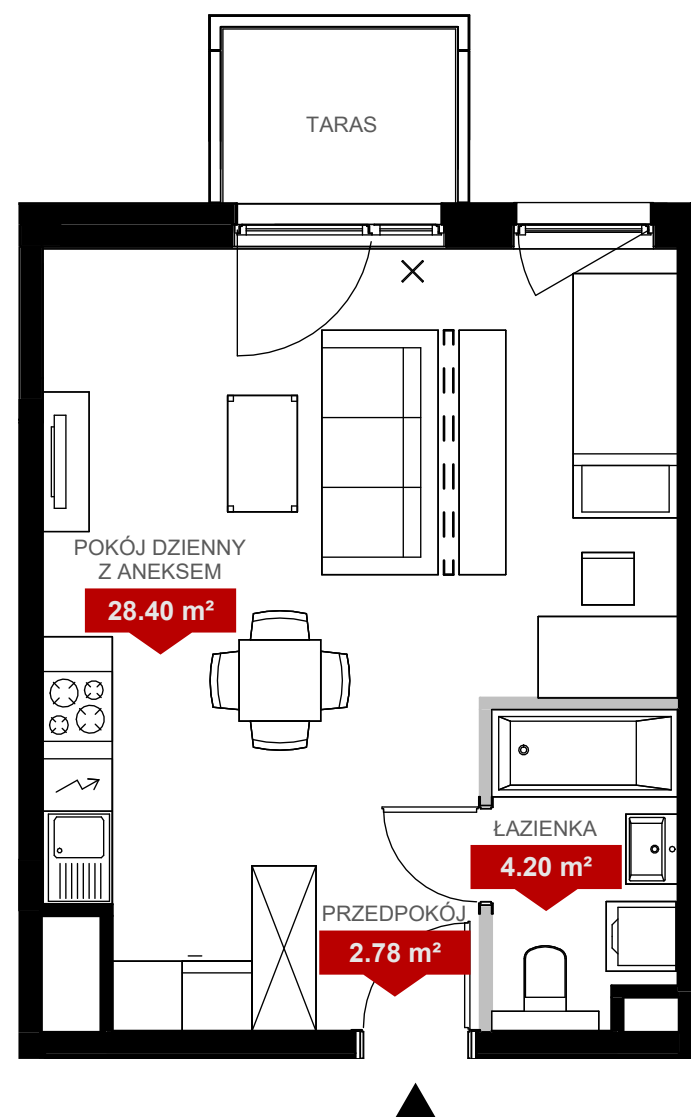 TARAS
POKÓJ DZIENNY
Z ANEKSEM
28.40 m²
ŁAZIENKA
4.20 m²
PRZEDPOKÓJ
2.78 m²